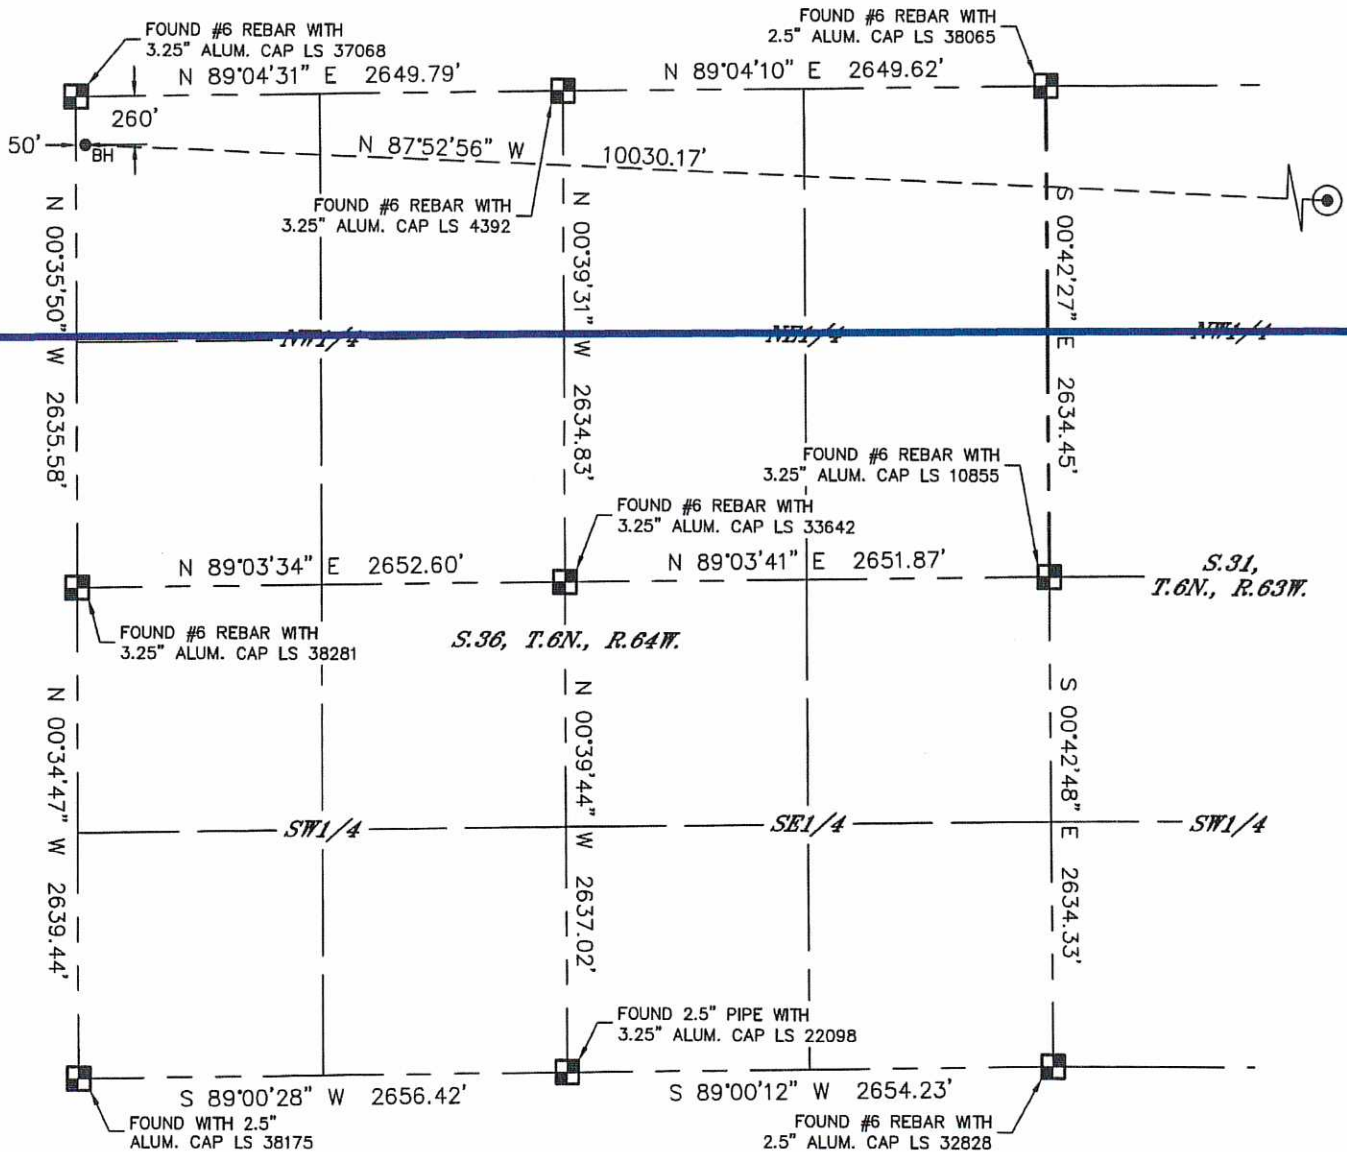 FOUND #6 REBAR WITH
3.25" ALUM. CAP LS 37068
FOUND #6 REBAR WITH
2.5" ALUM. CAP LS 38065
N 89°04'31" E 2649.79'
N 89°04'10" E 2649.62'
260'
50'
BH
N 87°52'56" W 10030.17'
FOUND #6 REBAR WITH
3.25" ALUM. CAP LS 4392
N 00°35'50" W 2635.58'
N 00°39'31" W 2634.83'
S 00°42'27" E 2634.45'
NW1/4
NE1/4
NW1/4
FOUND #6 REBAR WITH
3.25" ALUM. CAP LS 10855
FOUND #6 REBAR WITH
3.25" ALUM. CAP LS 33642
N 89°03'34" E 2652.60'
N 89°03'41" E 2651.87'
S.31,
T.6N., R.63W.
FOUND #6 REBAR WITH
3.25" ALUM. CAP LS 38281
S.36, T.6N., R.64W.
N 00°34'47" W 2639.44'
N 00°39'44" W 2637.02'
S 00°42'48" E 2634.33'
SW1/4
SE1/4
SW1/4
FOUND 2.5" PIPE WITH
3.25" ALUM. CAP LS 22098
S 89°00'28" W 2656.42'
S 89°00'12" W 2654.23'
FOUND WITH 2.5"
ALUM. CAP LS 38175
FOUND #6 REBAR WITH
2.5" ALUM. CAP LS 32828